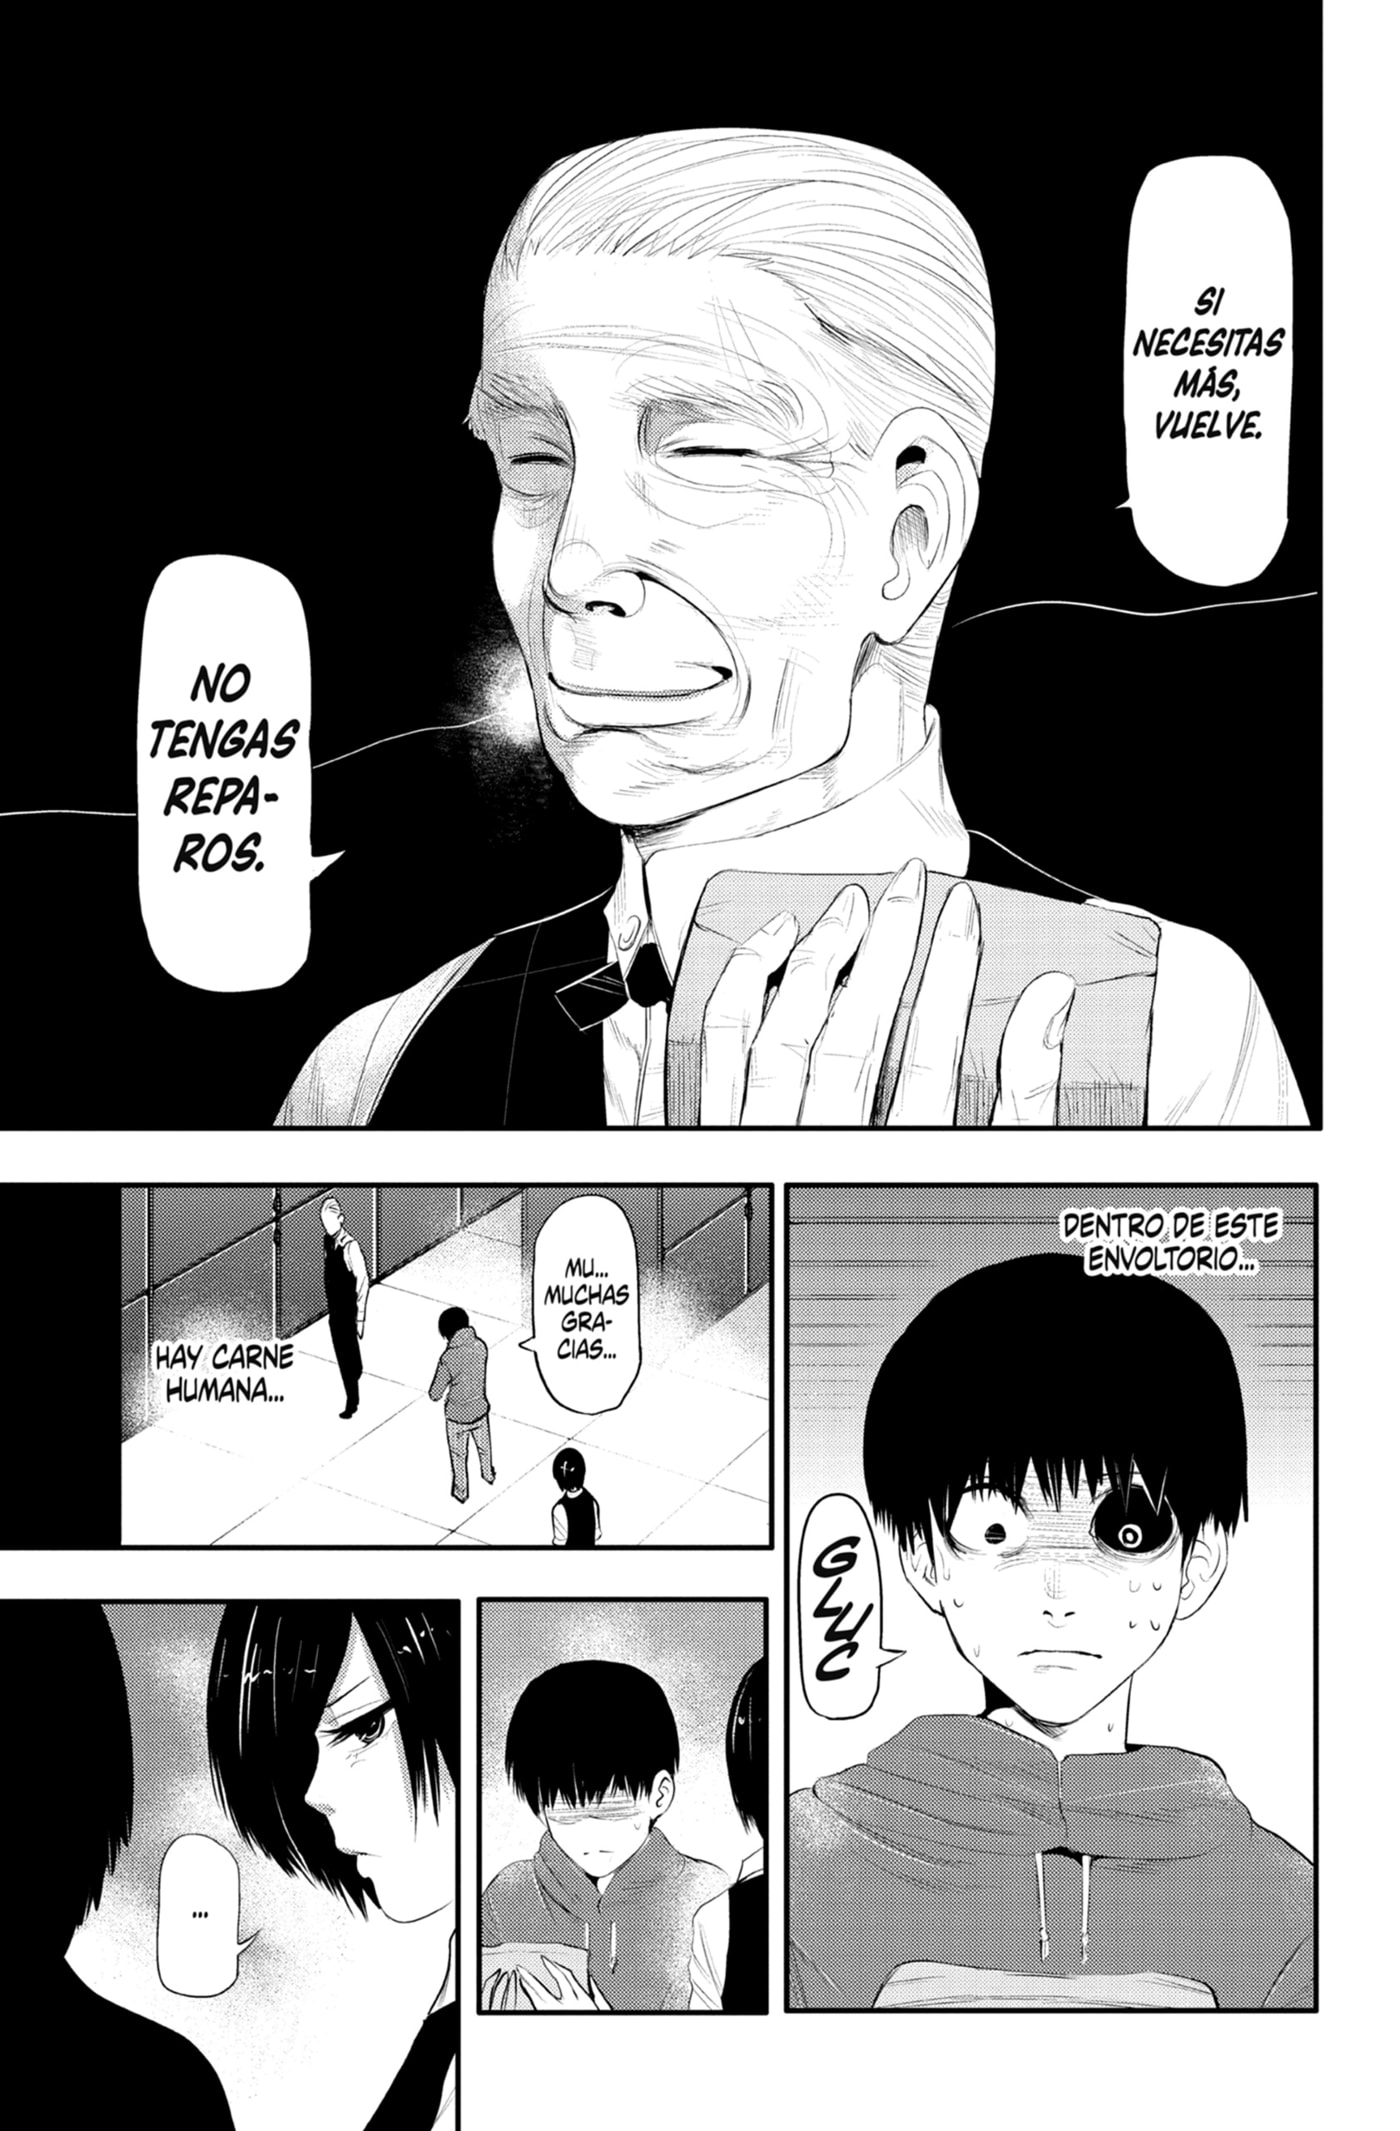 SI
NECESITAS
MÁS,
VUELVE.
NO
TENGAS
REPA-
ROS.
DENTRO DE ESTE
ENVOLTORIO...
GLUC
MU...
MUCHAS
GRA-
CIAS...
HAY CARNE
HUMANA...
...